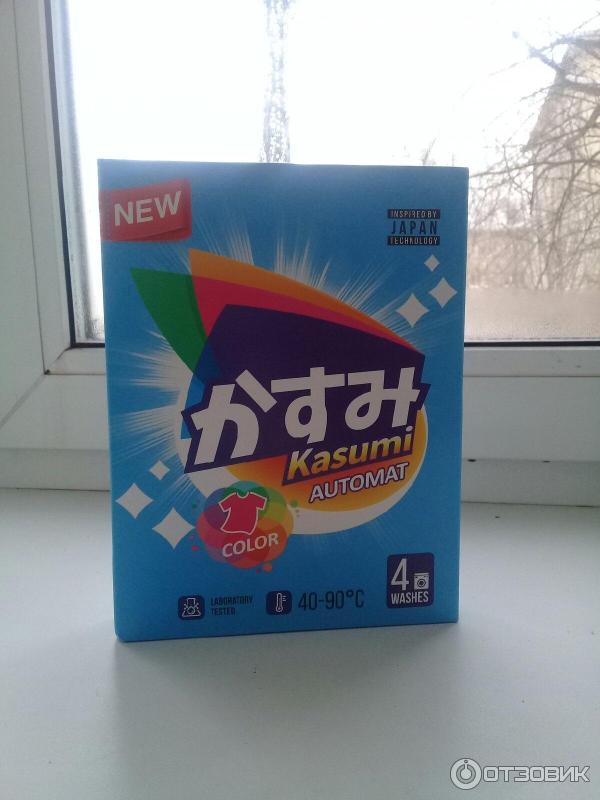 NEW
INSPIRED BY
JAPAN
TECHNOLOGY
かすみ
Kasumi
AUTOMAT
COLOR
LABORATORY
TESTED
40-90°C
4
WASHES
ОТЗОВИК